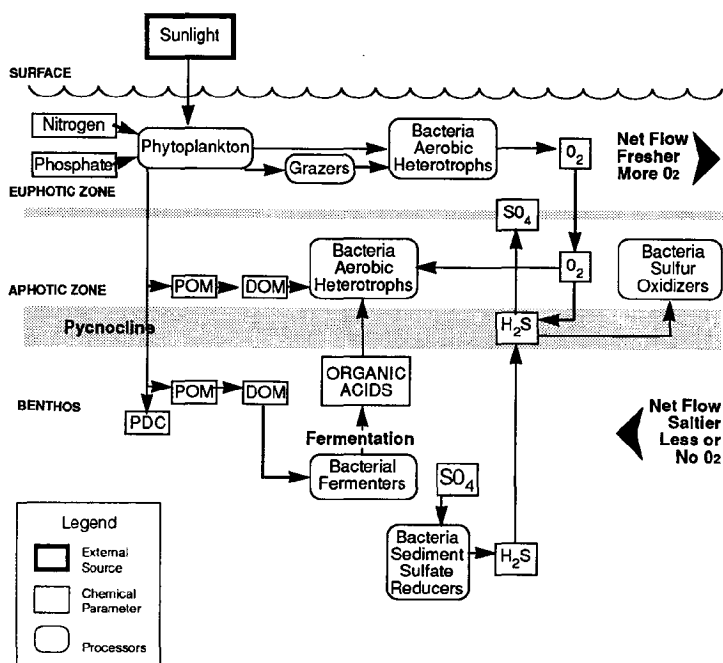 Sunlight
SURFACE
Nitrogen
Phosphate
Phytoplankton
Grazers
Bacteria
Aerobic
Heterotrophs
O₂
Net Flow
Fresher
More O₂
EUPHOTIC ZONE
SO₄
Bacteria
Aerobic
Heterotrophs
O₂
Bacteria
Sulfur
Oxidizers
POM
DOM
APHOTIC ZONE
Pycnocline
H₂S
ORGANIC
ACIDS
POM
DOM
BENTHOS
PDC
Fermentation
Bacterial
Fermenters
Net Flow
Saltier
Less or
No O₂
SO₄
Bacteria
Sediment
Sulfate
Reducers
H₂S
Legend
External
Source
Chemical
Parameter
Processors